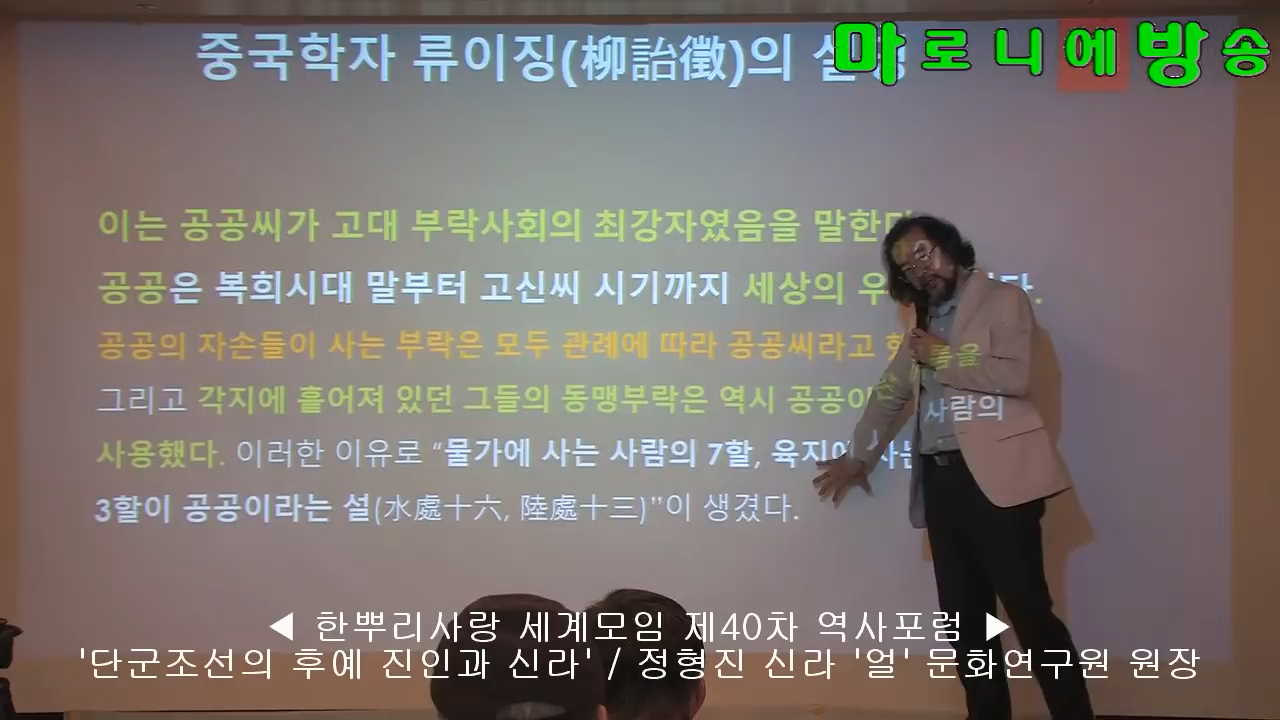 중국학자 류이징(柳詒徵)의
마로니에방송
이는 공공씨가 고대 부락사회의 최강자였음을 말한다
공공은 복희시대 말부터 고신씨 시기까지 세상의 다.
공공의 자손들이 사는 부락은 모두 관례에 따라 공공씨라고
그리고 각지에 흩어져 있던 그들의 동맹부락은 역시 공공이란 이름을
사용했다. 이러한 이유로 “물가에 사는 사람의 7할, 육지에 사는 사람의
3할이 공공이라는 설(水處十六, 陸處十三)”이 생겼다.
◀ 한뿌리사랑 세계모임 제40차 역사포럼 ▶
'단군조선의 후예 진인과 신라' / 정형진 신라 '얼' 문화연구원 원장